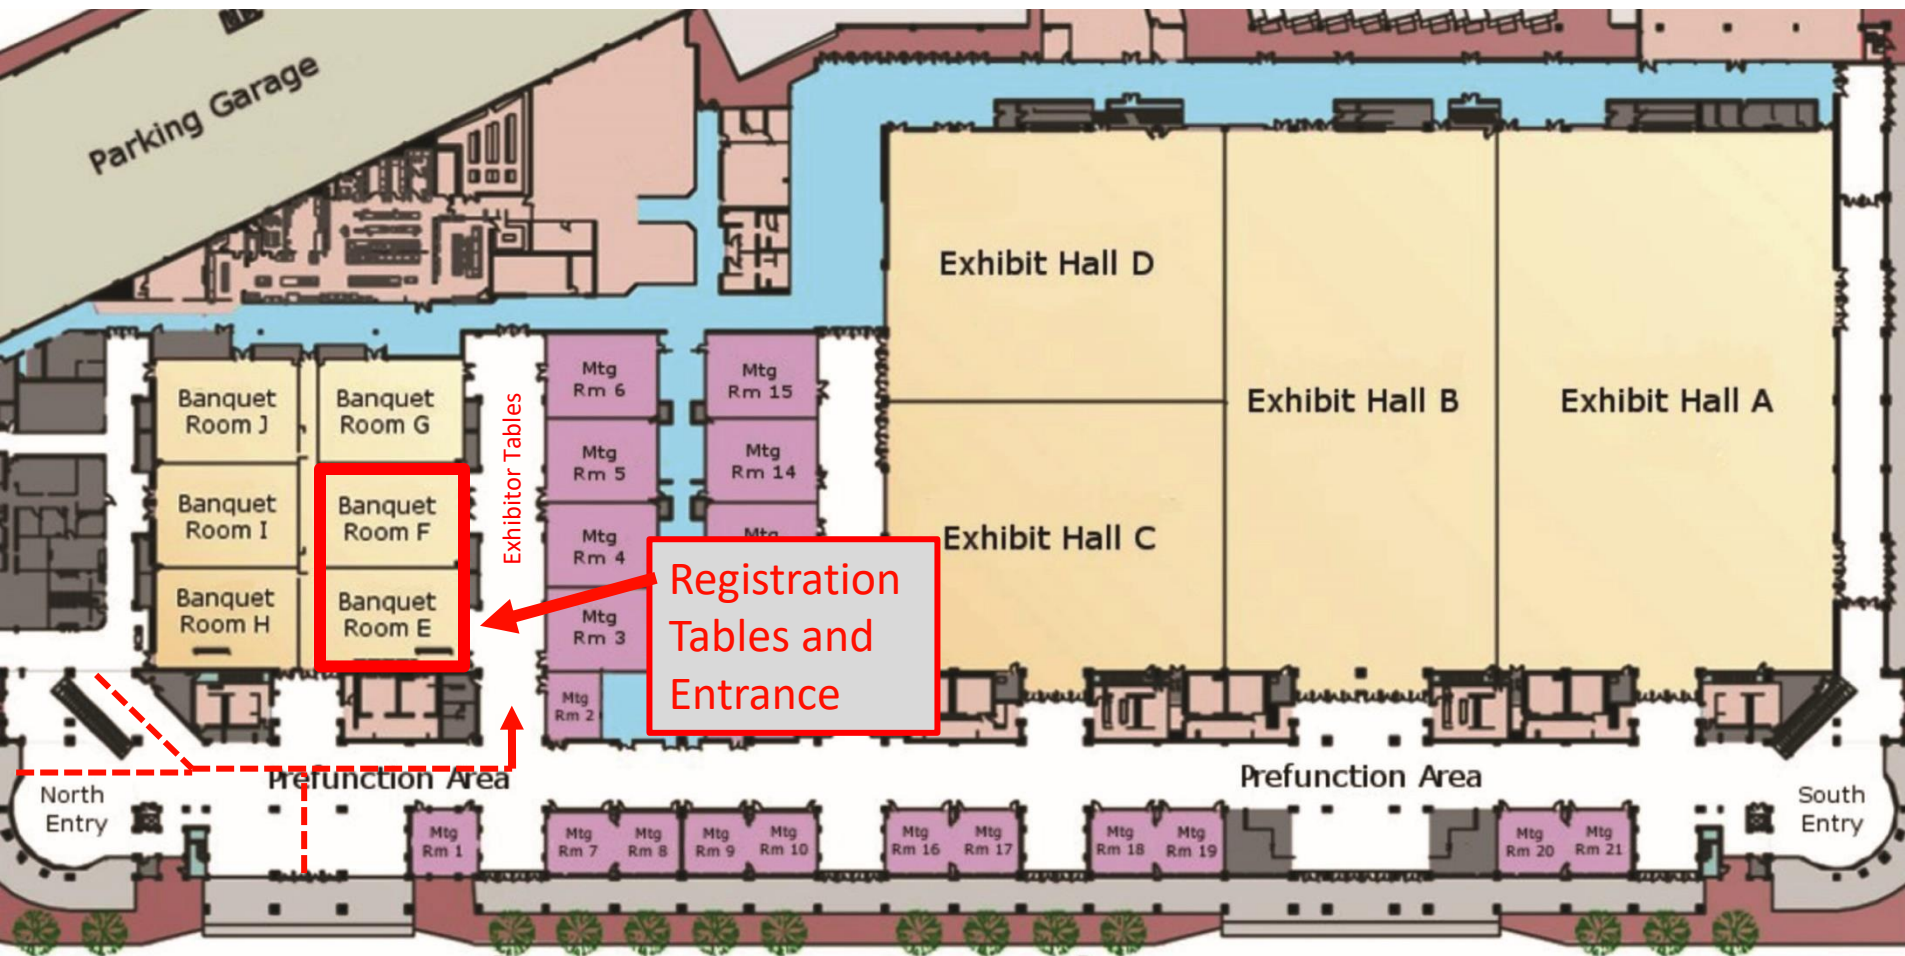 Parking Garage
Exhibit Hall D
Exhibit Hall B
Exhibit Hall A
Exhibit Hall C
Banquet
Room J
Banquet
Room G
Banquet
Room I
Banquet
Room F
Banquet
Room H
Banquet
Room E
Exhibitor Tables
Mtg
Rm 6
Mtg
Rm 15
Mtg
Rm 5
Mtg
Rm 14
Mtg
Rm 4
Mtg
Mtg
Rm 3
Mtg
Rm 2
Registration
Tables and
Entrance
Prefunction Area
Prefunction Area
North
Entry
South
Entry
Mtg
Rm 1
Mtg
Rm 7
Mtg
Rm 8
Mtg
Rm 9
Mtg
Rm 10
Mtg
Rm 16
Mtg
Rm 17
Mtg
Rm 18
Mtg
Rm 19
Mtg
Rm 20
Mtg
Rm 21